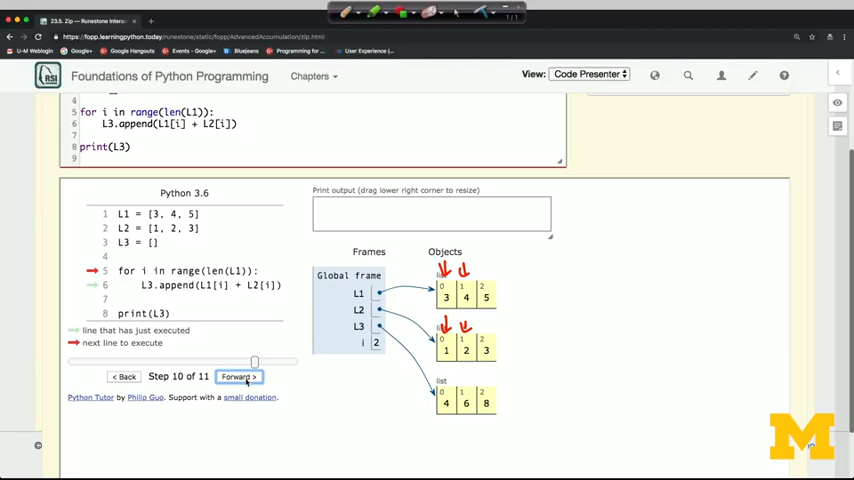 1/1
23.5. Zip — Runestone Interac
fopp.learningpython.today/runestone/static/fopp/AdvancedAccumulation/zip.html
U-M Weblogin
Google+
Google Hangouts
Events - Google+
Bluejeans
Programming for ...
User Experience (...
RSI
Foundations of Python Programming
Chapters
View:
Code Presenter
4
5 for i in range(len(L1)):
6 L3.append(L1[i] + L2[i])
7
8 print(L3)
9
Python 3.6
1 L1 = [3, 4, 5]
2 L2 = [1, 2, 3]
3 L3 = []
4
5 for i in range(len(L1)):
6 L3.append(L1[i] + L2[i])
7
8 print(L3)
line that has just executed
next line to execute
< Back
Step 10 of 11
Forward >
Python Tutor by Philip Guo. Support with a small donation.
Print output (drag lower right corner to resize)
Frames
Objects
Global frame
L1
L2
L3
i 2
list
0 1 2
3 4 5
list
0 1 2
1 2 3
list
0 1 2
4 6 8
M